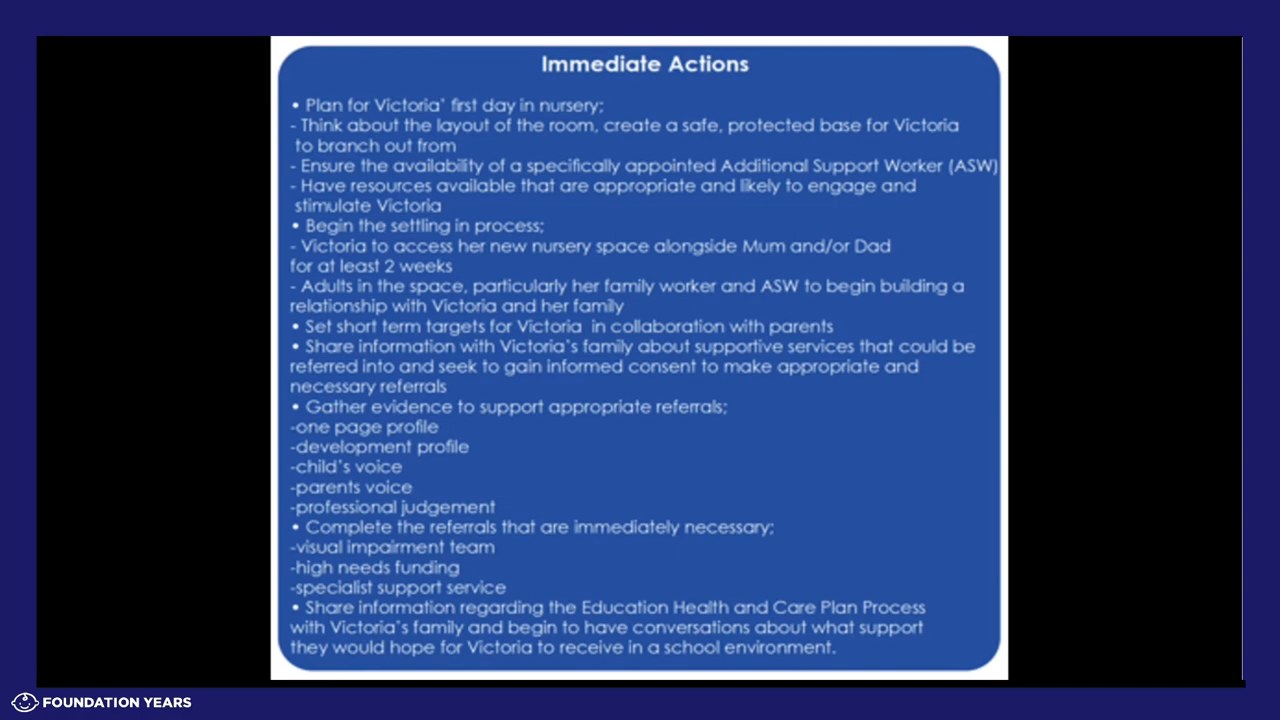 Immediate Actions
• Plan for Victoria' first day in nursery;
- Think about the layout of the room, create a safe, protected base for Victoria
to branch out from
- Ensure the availability of a specifically appointed Additional Support Worker (ASW)
- Have resources available that are appropriate and likely to engage and
stimulate Victoria
• Begin the settling in process;
- Victoria to access her new nursery space alongside Mum and/or Dad
for at least 2 weeks
- Adults in the space, particularly her family worker and ASW to begin building a
relationship with Victoria and her family
• Set short term targets for Victoria in collaboration with parents
• Share information with Victoria's family about supportive services that could be
referred into and seek to gain informed consent to make appropriate and
necessary referrals
• Gather evidence to support appropriate referrals;
-one page profile
-development profile
-child's voice
-parents voice
-professional judgement
• Complete the referrals that are immediately necessary;
-visual impairment team
-high needs funding
-specialist support service
• Share information regarding the Education Health and Care Plan Process
with Victoria's family and begin to have conversations about what support
they would hope for Victoria to receive in a school environment.
FOUNDATION YEARS